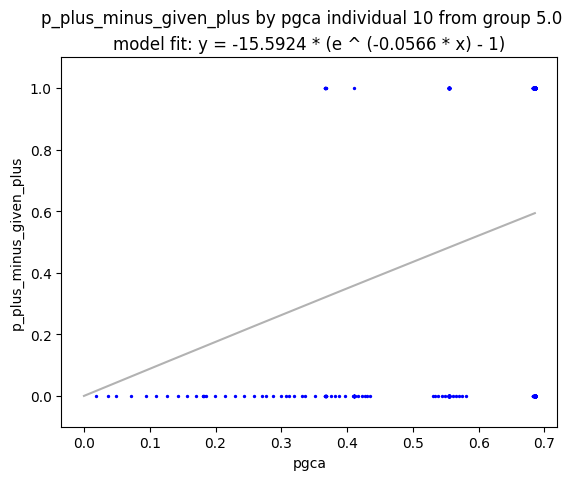 p_plus_minus_given_plus by pgca individual 10 from group 5.0
model fit: y = -15.5924 * (e ^ (-0.0566 * x) - 1)
1.0
0.8
0.6
0.4
0.2
0.0
p_plus_minus_given_plus
0.0 0.1 0.2 0.3 0.4 0.5 0.6 0.7
pgca